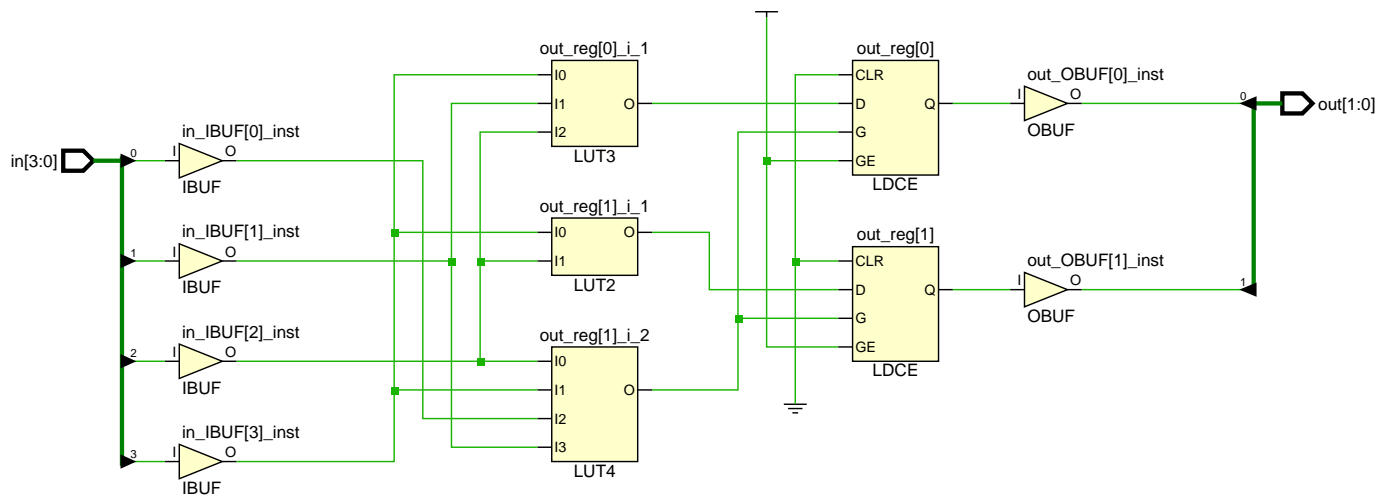 in[3:0]
0
1
2
3
in_IBUF[0]_inst
I
O
IBUF
in_IBUF[1]_inst
I
O
IBUF
in_IBUF[2]_inst
I
O
IBUF
in_IBUF[3]_inst
I
O
IBUF
out_reg[0]_i_1
I0
I1
I2
O
LUT3
out_reg[1]_i_1
I0
I1
O
LUT2
out_reg[1]_i_2
I0
I1
I2
I3
O
LUT4
out_reg[0]
CLR
D
G
GE
Q
LDCE
out_reg[1]
CLR
D
G
GE
Q
LDCE
out_OBUF[0]_inst
I
O
OBUF
out_OBUF[1]_inst
I
O
OBUF
0
1
out[1:0]